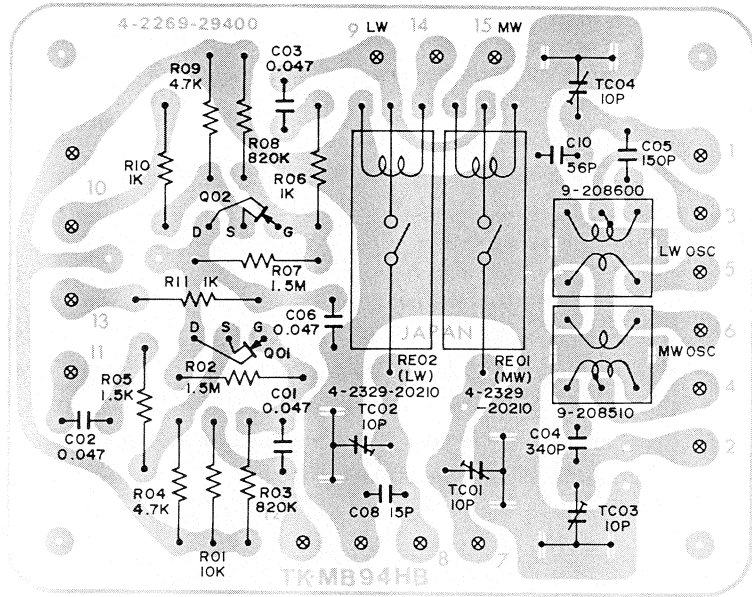 4-2269-29400
9 LW
14
15 MW
C03
0.047
R09
4.7K
R08
820K
TC04
10P
R10
1K
R06
1K
C10
56P
C05
150P
1
9-208600
10
Q02
D S G
3
LW OSC
R07
1.5M
5
R11 1K
13
C06
0.047
JAPAN
6
D S G
Q01
MW OSC
11
R02
1.5M
RE02
(LW)
4-2329-20210
RE01
(MW)
4-2329
-20210
4
R05
1.5K
C01
0.047
TC02
10P
9-208510
C02
0.047
C04
340P
2
R04
4.7K
R03
820K
TC01
10P
C08 15P
TC03
10P
12
R01
10K
8
7
TK-MB94HB